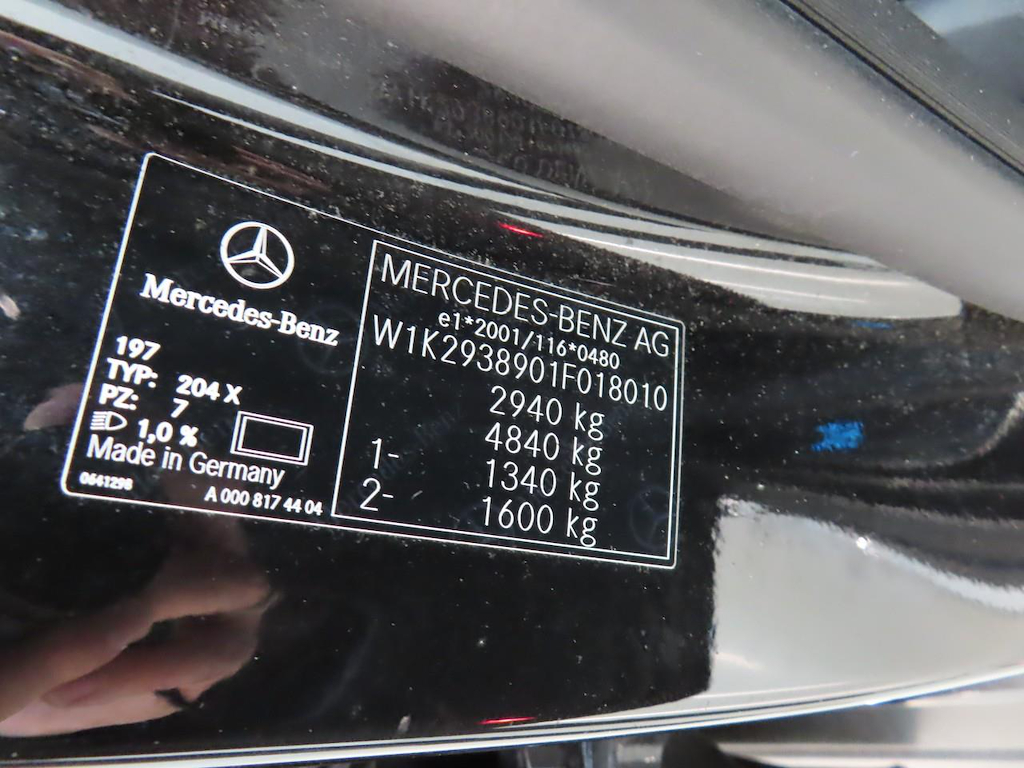 Mercedes-Benz
197
TYP: 204 X
PZ: 7
1,0 %
Made in Germany
0641298
A 000 817 44 04
MERCEDES-BENZ AG
e1*2001/116*0480
W1K2938901F018010
2940 kg
4840 kg
1- 1340 kg
2- 1600 kg